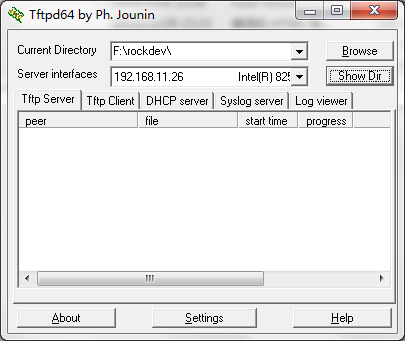 Tftpd64 by Ph. Jounin
Current Directory F:\rockdev\ Browse
Server interfaces 192.168.11.26 Intel(R) 825 Show Dir
Tftp Server Tftp Client DHCP server Syslog server Log viewer
peer file start time progress
About Settings Help